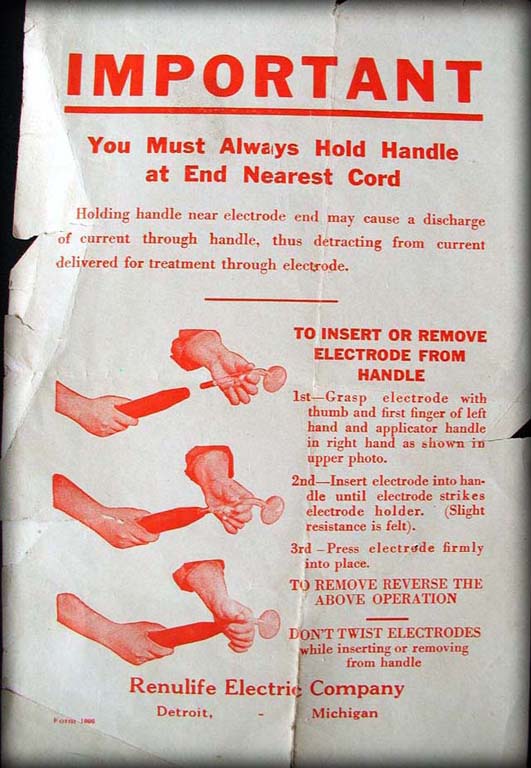 IMPORTANT
You Must Always Hold Handle
at End Nearest Cord
Holding handle near electrode end may cause a discharge
of current through handle, thus detracting from current
delivered for treatment through electrode.
TO INSERT OR REMOVE
ELECTRODE FROM
HANDLE
1st—Grasp electrode with
thumb and first finger of left
hand and applicator handle
in right hand as shown in
upper photo.
2nd—Insert electrode into han-
dle until electrode strikes
electrode holder. (Slight
resistance is felt).
3rd—Press electrode firmly
into place.
TO REMOVE REVERSE THE
ABOVE OPERATION
DON'T TWIST ELECTRODES
while inserting or removing
from handle
Renulife Electric Company
Detroit, - Michigan
Form